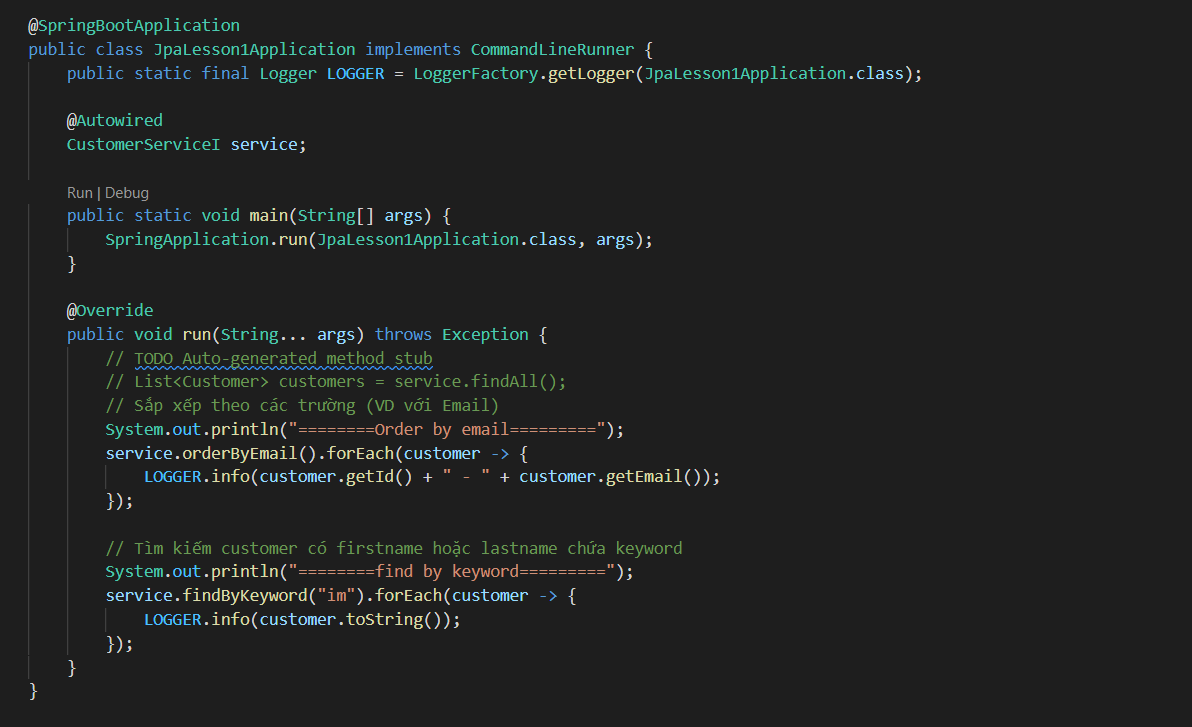 @SpringBootApplication
public class JpaLesson1Application implements CommandLineRunner {
public static final Logger LOGGER = LoggerFactory.getLogger(JpaLesson1Application.class);
@Autowired
CustomerServiceI service;
Run | Debug
public static void main(String[] args) {
SpringApplication.run(JpaLesson1Application.class, args);
}
@Override
public void run(String... args) throws Exception {
// TODO Auto-generated method stub
// List<Customer> customers = service.findAll();
// Sắp xếp theo các trường (VD với Email)
System.out.println("========Order by email=========");
service.orderByEmail().forEach(customer -> {
LOGGER.info(customer.getId() + " - " + customer.getEmail());
});
// Tìm kiếm customer có firstname hoặc lastname chứa keyword
System.out.println("========find by keyword=========");
service.findByKeyword("im").forEach(customer -> {
LOGGER.info(customer.toString());
});
}
}